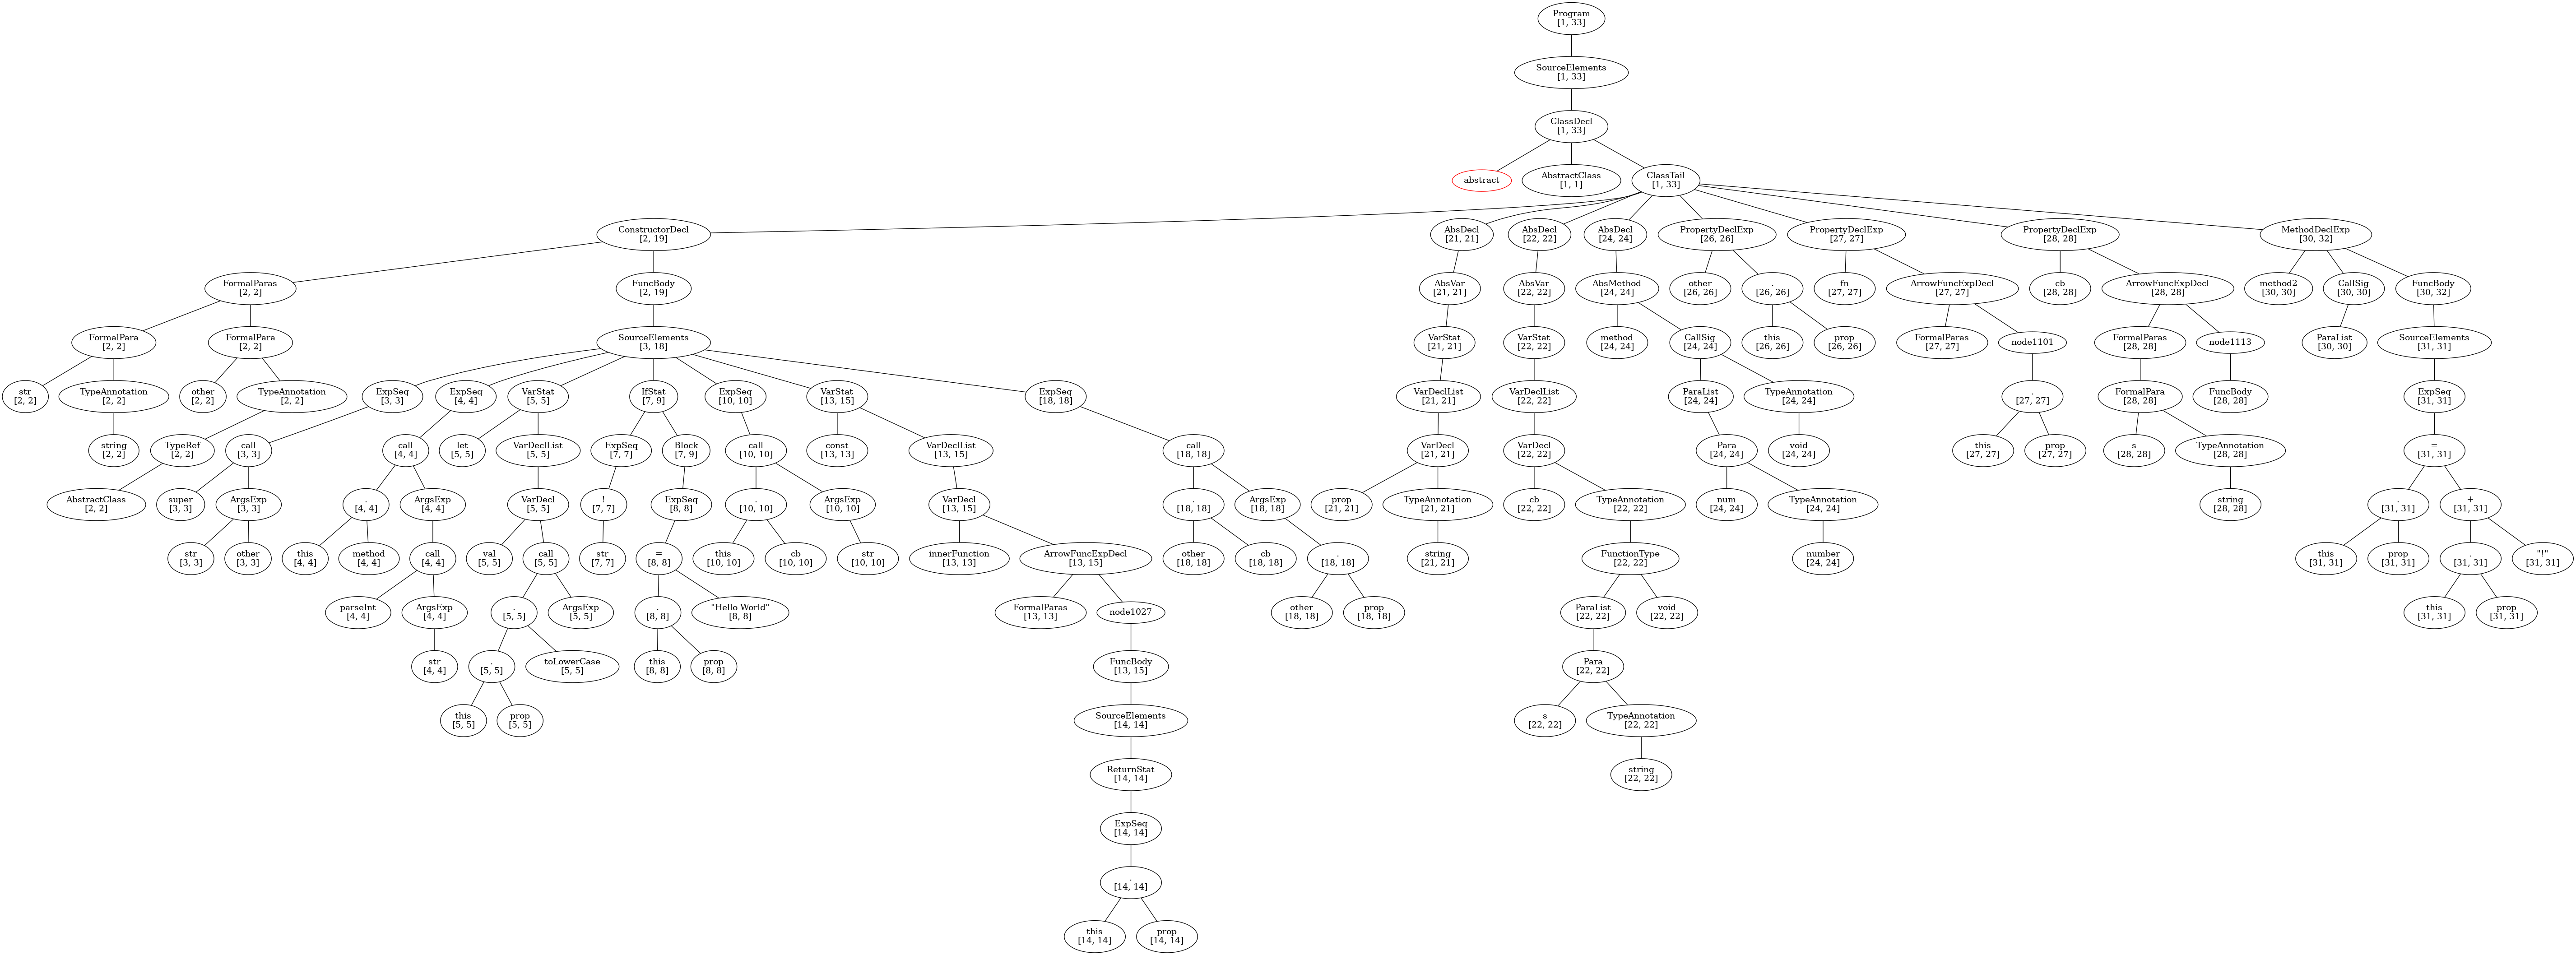 Program
[1, 33]
SourceElements
[1, 33]
ClassDecl
[1, 33]
abstract
AbstractClass
[1, 1]
ClassTail
[1, 33]
ConstructorDecl
[2, 19]
AbsDecl
[21, 21]
AbsDecl
[22, 22]
AbsDecl
[24, 24]
PropertyDeclExp
[26, 26]
PropertyDeclExp
[27, 27]
PropertyDeclExp
[28, 28]
MethodDeclExp
[30, 32]
FormalParas
[2, 2]
FuncBody
[2, 19]
AbsVar
[21, 21]
AbsVar
[22, 22]
AbsMethod
[24, 24]
other
[26, 26]
.
[26, 26]
fn
[27, 27]
ArrowFuncExpDecl
[27, 27]
cb
[28, 28]
ArrowFuncExpDecl
[28, 28]
method2
[30, 30]
CallSig
[30, 30]
FuncBody
[30, 32]
FormalPara
[2, 2]
FormalPara
[2, 2]
SourceElements
[3, 18]
VarStat
[21, 21]
VarStat
[22, 22]
method
[24, 24]
CallSig
[24, 24]
this
[26, 26]
prop
[26, 26]
FormalParas
[27, 27]
node1101
FormalParas
[28, 28]
node1113
ParaList
[30, 30]
SourceElements
[31, 31]
str
[2, 2]
TypeAnnotation
[2, 2]
other
[2, 2]
TypeAnnotation
[2, 2]
ExpSeq
[3, 3]
ExpSeq
[4, 4]
VarStat
[5, 5]
IfStat
[7, 9]
ExpSeq
[10, 10]
VarStat
[13, 15]
ExpSeq
[18, 18]
VarDeclList
[21, 21]
VarDeclList
[22, 22]
ParaList
[24, 24]
TypeAnnotation
[24, 24]
.
[27, 27]
FormalPara
[28, 28]
FuncBody
[28, 28]
ExpSeq
[31, 31]
string
[2, 2]
TypeRef
[2, 2]
call
[3, 3]
call
[4, 4]
let
[5, 5]
VarDeclList
[5, 5]
ExpSeq
[7, 7]
Block
[7, 9]
call
[10, 10]
const
[13, 13]
VarDeclList
[13, 15]
call
[18, 18]
VarDecl
[21, 21]
VarDecl
[22, 22]
Para
[24, 24]
void
[24, 24]
this
[27, 27]
prop
[27, 27]
s
[28, 28]
TypeAnnotation
[28, 28]
=
[31, 31]
AbstractClass
[2, 2]
super
[3, 3]
ArgsExp
[3, 3]
.
[4, 4]
ArgsExp
[4, 4]
VarDecl
[5, 5]
!
[7, 7]
ExpSeq
[8, 8]
.
[10, 10]
ArgsExp
[10, 10]
VarDecl
[13, 15]
.
[18, 18]
ArgsExp
[18, 18]
prop
[21, 21]
TypeAnnotation
[21, 21]
cb
[22, 22]
TypeAnnotation
[22, 22]
num
[24, 24]
TypeAnnotation
[24, 24]
string
[28, 28]
.
[31, 31]
+
[31, 31]
str
[3, 3]
other
[3, 3]
this
[4, 4]
method
[4, 4]
call
[4, 4]
val
[5, 5]
call
[5, 5]
str
[7, 7]
=
[8, 8]
this
[10, 10]
cb
[10, 10]
str
[10, 10]
innerFunction
[13, 13]
ArrowFuncExpDecl
[13, 15]
other
[18, 18]
cb
[18, 18]
.
[18, 18]
string
[21, 21]
FunctionType
[22, 22]
number
[24, 24]
this
[31, 31]
prop
[31, 31]
.
[31, 31]
"!"
[31, 31]
parseInt
[4, 4]
ArgsExp
[4, 4]
.
[5, 5]
ArgsExp
[5, 5]
.
[8, 8]
"Hello World"
[8, 8]
FormalParas
[13, 13]
node1027
other
[18, 18]
prop
[18, 18]
ParaList
[22, 22]
void
[22, 22]
this
[31, 31]
prop
[31, 31]
str
[4, 4]
.
[5, 5]
toLowerCase
[5, 5]
this
[8, 8]
prop
[8, 8]
FuncBody
[13, 15]
Para
[22, 22]
this
[5, 5]
prop
[5, 5]
SourceElements
[14, 14]
s
[22, 22]
TypeAnnotation
[22, 22]
ReturnStat
[14, 14]
string
[22, 22]
ExpSeq
[14, 14]
.
[14, 14]
this
[14, 14]
prop
[14, 14]